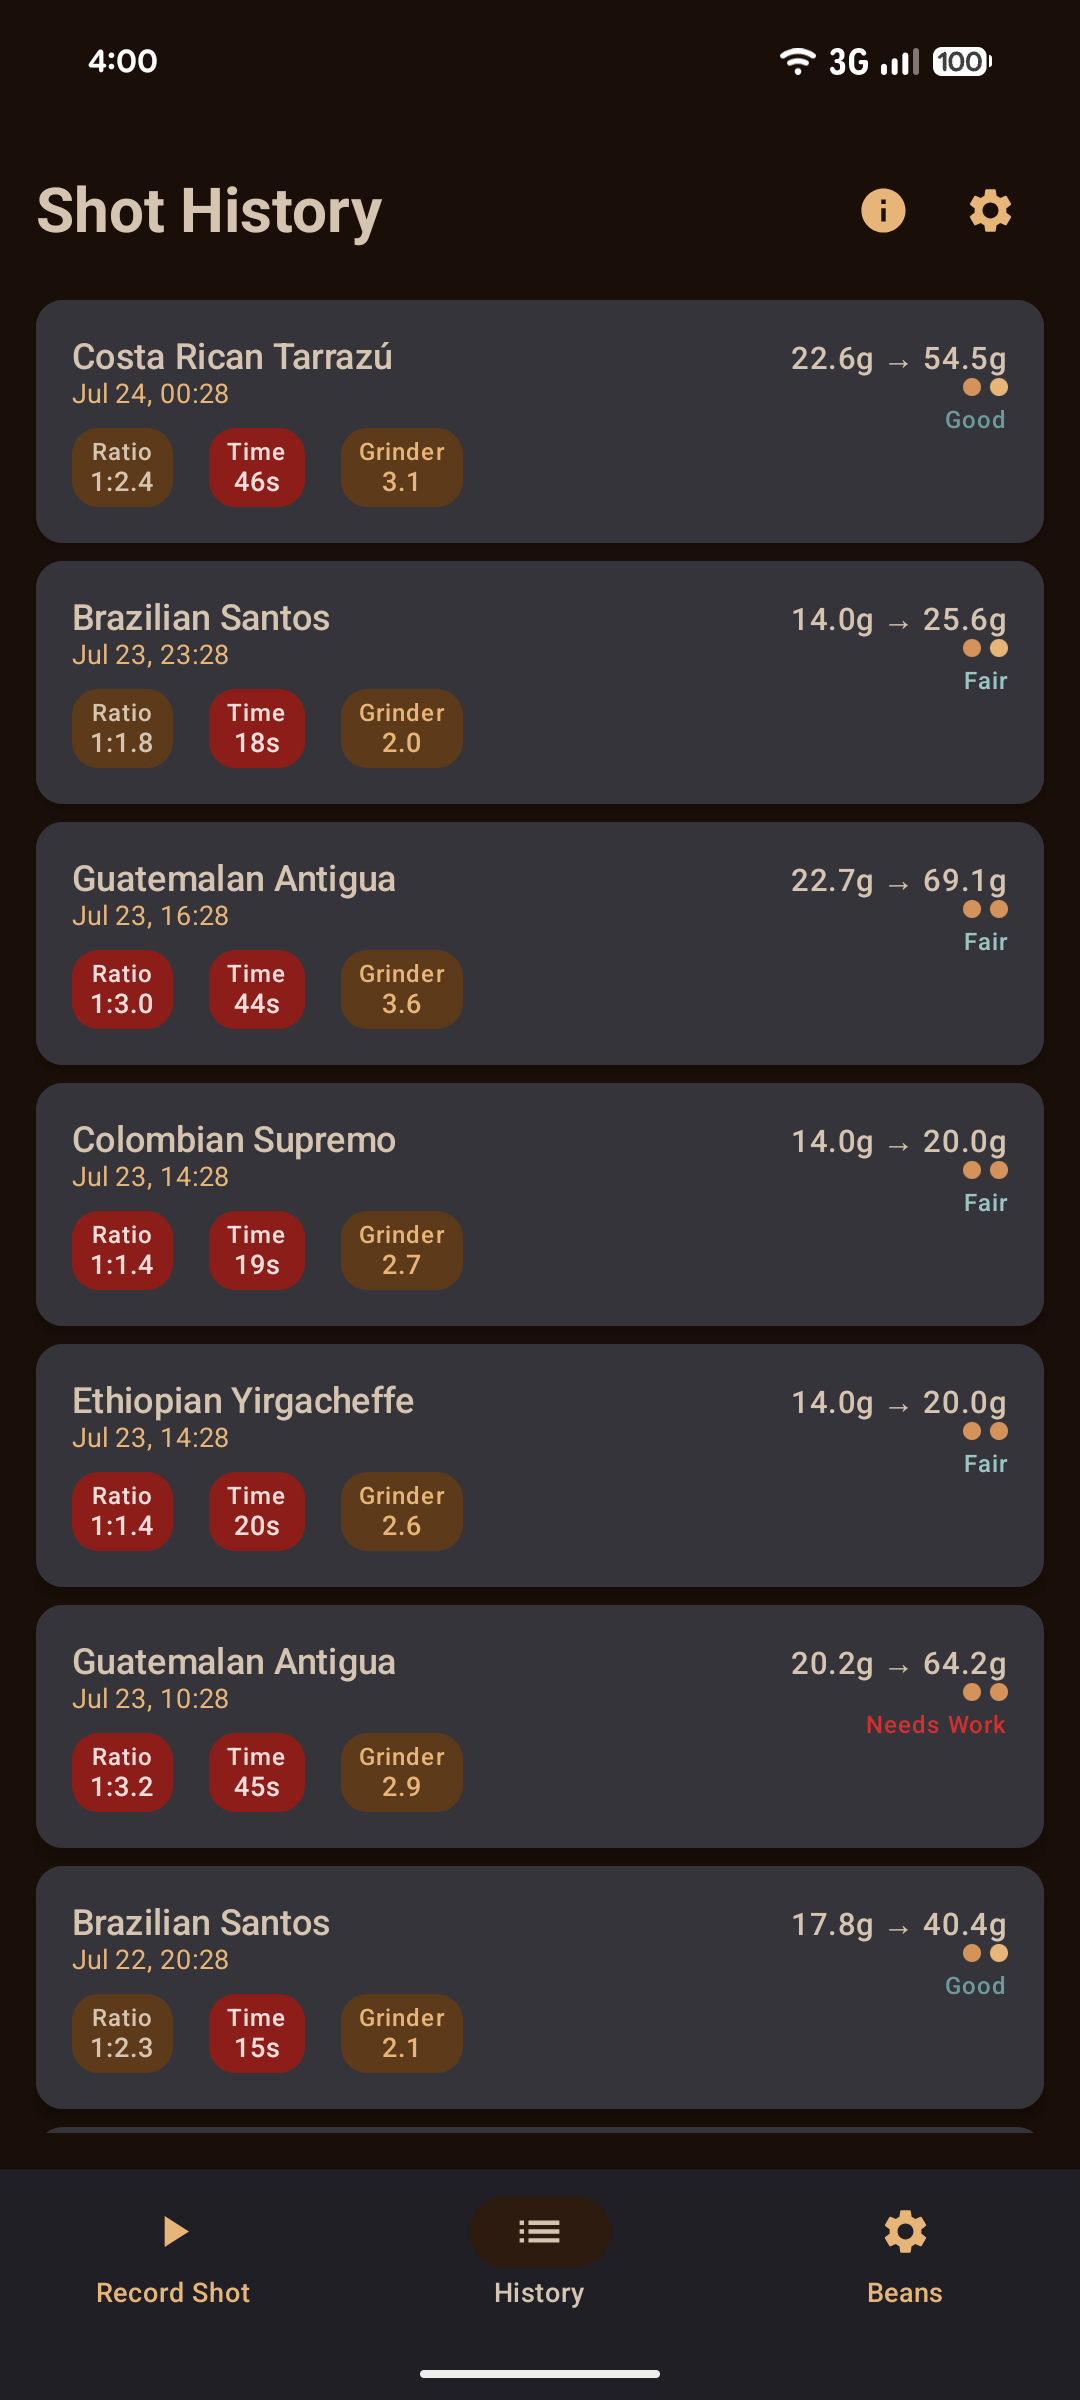 4:00
3G
100
Shot History
Costa Rican Tarrazú
22.6g → 54.5g
Jul 24, 00:28
Good
Ratio
1:2.4
Time
46s
Grinder
3.1
Brazilian Santos
14.0g → 25.6g
Jul 23, 23:28
Fair
Ratio
1:1.8
Time
18s
Grinder
2.0
Guatemalan Antigua
22.7g → 69.1g
Jul 23, 16:28
Fair
Ratio
1:3.0
Time
44s
Grinder
3.6
Colombian Supremo
14.0g → 20.0g
Jul 23, 14:28
Fair
Ratio
1:1.4
Time
19s
Grinder
2.7
Ethiopian Yirgacheffe
14.0g → 20.0g
Jul 23, 14:28
Fair
Ratio
1:1.4
Time
20s
Grinder
2.6
Guatemalan Antigua
20.2g → 64.2g
Jul 23, 10:28
Needs Work
Ratio
1:3.2
Time
45s
Grinder
2.9
Brazilian Santos
17.8g → 40.4g
Jul 22, 20:28
Good
Ratio
1:2.3
Time
15s
Grinder
2.1
Record Shot
History
Beans